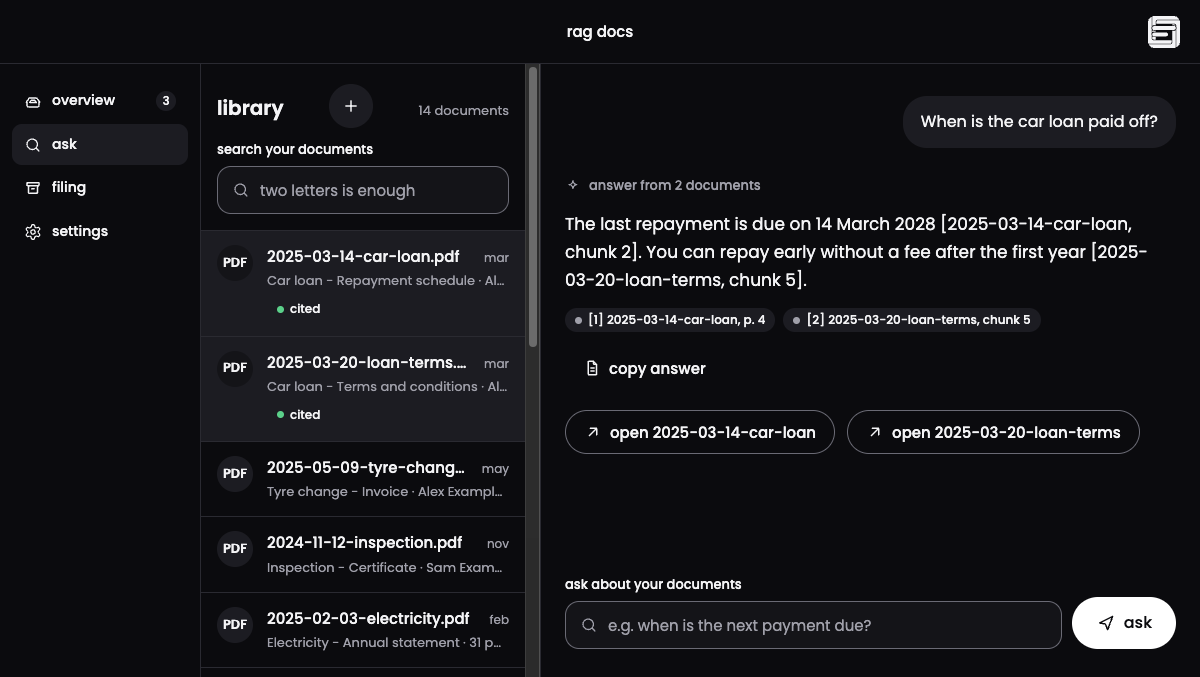 rag docs
overview 3
ask
filing
settings
library
+
14 documents
search your documents
two letters is enough
PDF 2025-03-14-car-loan.pdf mar
Car loan - Repayment schedule · Al...
cited
PDF 2025-03-20-loan-terms.... mar
Car loan - Terms and conditions · Al...
cited
PDF 2025-05-09-tyre-chang... may
Tyre change - Invoice · Alex Exampl...
PDF 2024-11-12-inspection.pdf nov
Inspection - Certificate · Sam Exam...
PDF 2025-02-03-electricity.pdf feb
Electricity - Annual statement · 31 p...
When is the car loan paid off?
answer from 2 documents
The last repayment is due on 14 March 2028 [2025-03-14-car-loan,
chunk 2]. You can repay early without a fee after the first year [2025-
03-20-loan-terms, chunk 5].
[1] 2025-03-14-car-loan, p. 4
[2] 2025-03-20-loan-terms, chunk 5
copy answer
open 2025-03-14-car-loan
open 2025-03-20-loan-terms
ask about your documents
e.g. when is the next payment due?
ask